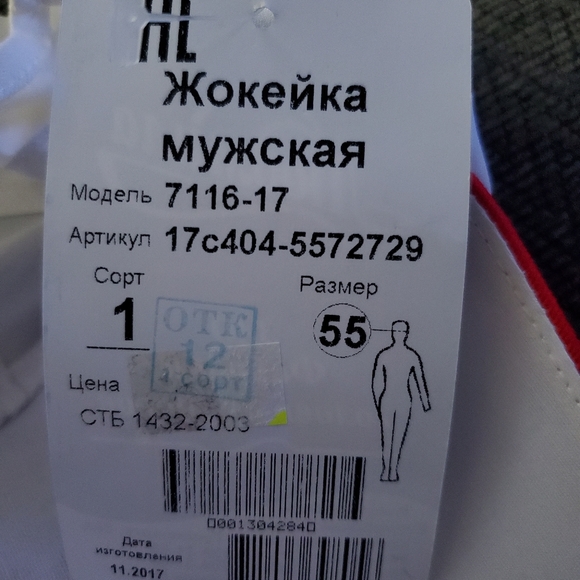 Жокейка
мужская
Модель 7116-17
Артикул 17с404-5572729
Сорт
1
ОТК
12
1 сорт
Размер
55
Цена
СТБ 1432-2003
0001304284
Дата
изготовления
11.2017